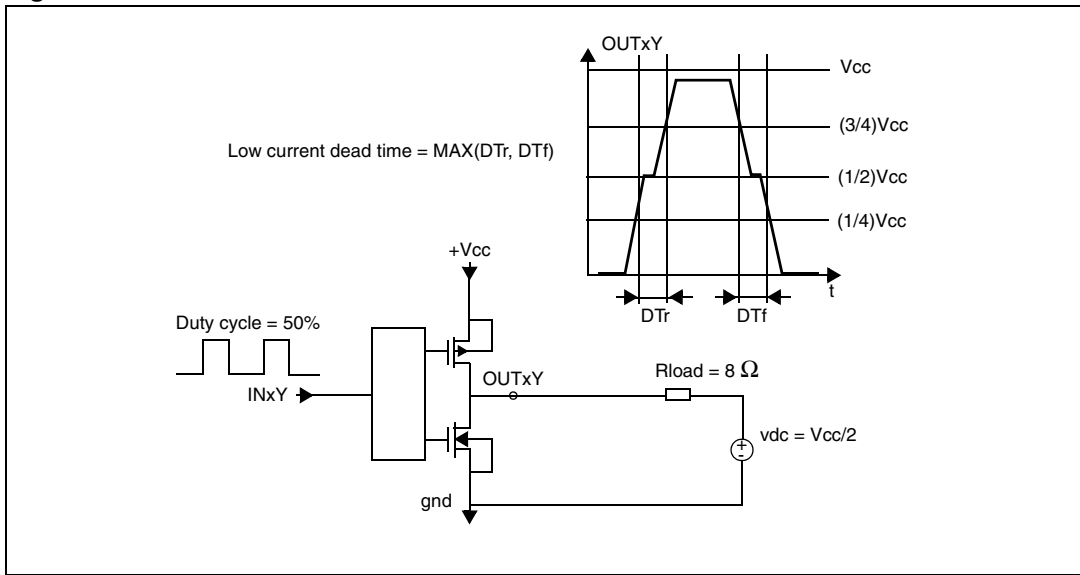 OUTxY
Vcc
(3/4)Vcc
Low current dead time = MAX(DTr, DTf)
(1/2)Vcc
(1/4)Vcc
+Vcc
t
DTr
DTf
Duty cycle = 50%
OUTxY
Rload = 8 Ω
INxY
vdc = Vcc/2
+
-
gnd